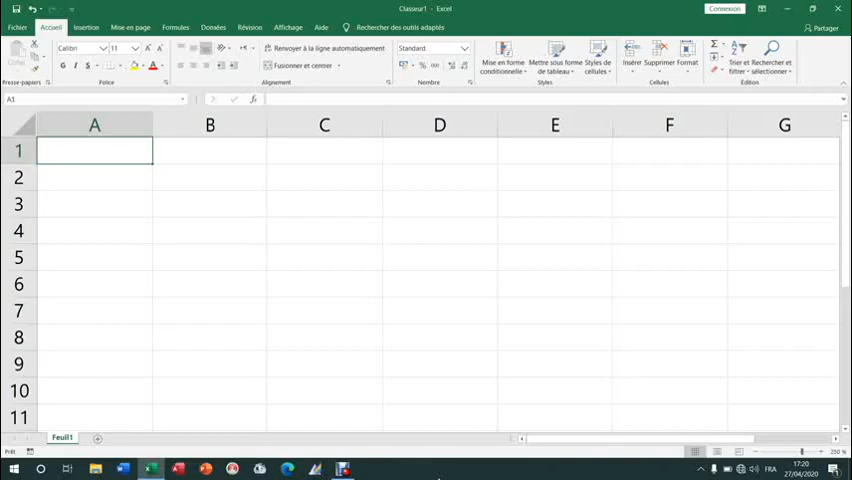 Classeur1 - Excel
Connexion
Fichier Accueil Insertion Mise en page Formules Données Révision Affichage Aide Rechercher des outils adaptés Partager
Coller
Calibri 11
Renvoyer à la ligne automatiquement
Standard
G I S
Fusionner et centrer
% 000
Mise en forme conditionnelle
Mettre sous forme de tableau
Styles de cellules
Insérer Supprimer Format
Trier et filtrer
Rechercher et sélectionner
Presse-papiers Police Alignement Nombre Styles Cellules Édition
A1 fx
A B C D E F G
1
2
3
4
5
6
7
8
9
10
11
Feuil1
Prêt 250 %
FRA 17:20
27/04/2020